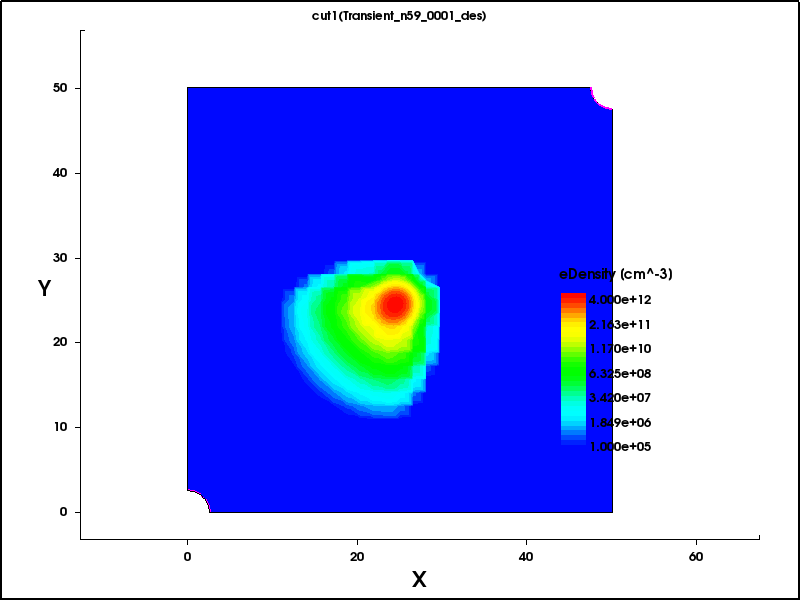 cut1(Transient_n59_0001_des)
50
40
30
20
10
0
Y
eDensity (cm^-3)
4.000e+12
2.163e+11
1.170e+10
6.325e+08
3.420e+07
1.849e+06
1.000e+05
0
20
40
60
X